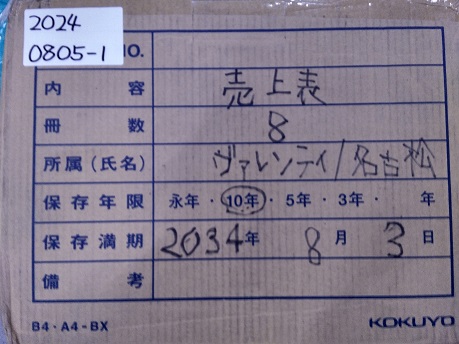 2024
0805-1
NO.
内容 売上表
冊数 8
所属(氏名) ヴァレンティ/名古松
保存年限 永年・10年・5年・3年・ 年
保存満期 2034年 8月 3日
備考
B4・A4-BX KOKUYO